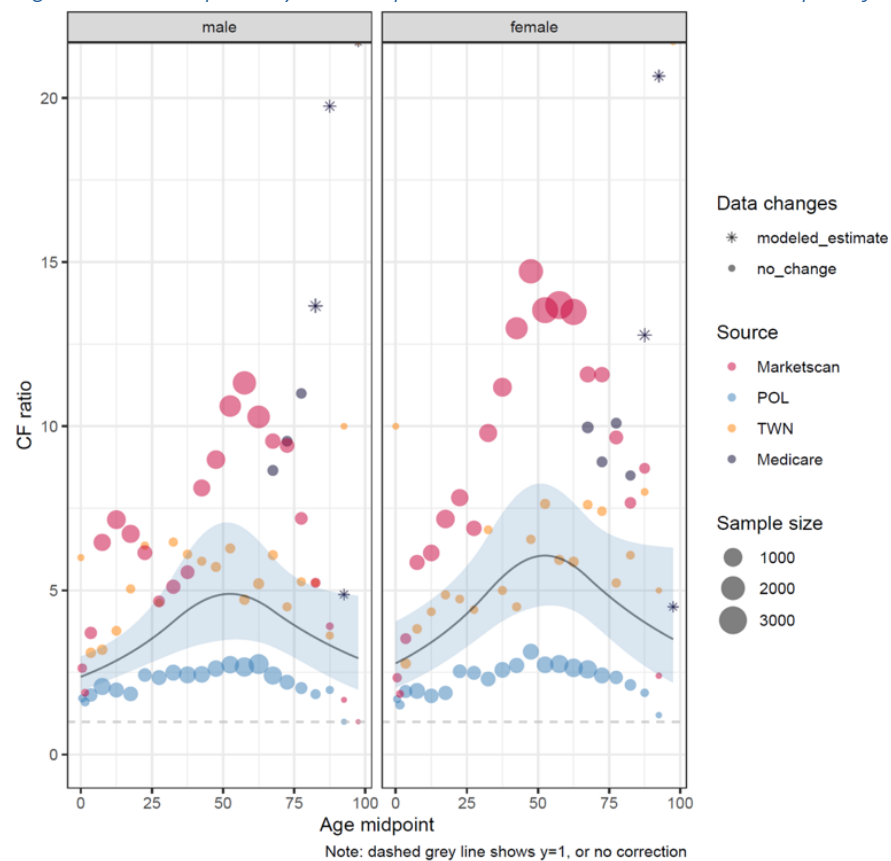 male
female
20
15
10
5
0
CF ratio
0
25
50
75
100
0
25
50
75
100
Age midpoint
Note: dashed grey line shows y=1, or no correction
Data changes
modeled_estimate
no_change
Source
Marketscan
POL
TWN
Medicare
Sample size
1000
2000
3000